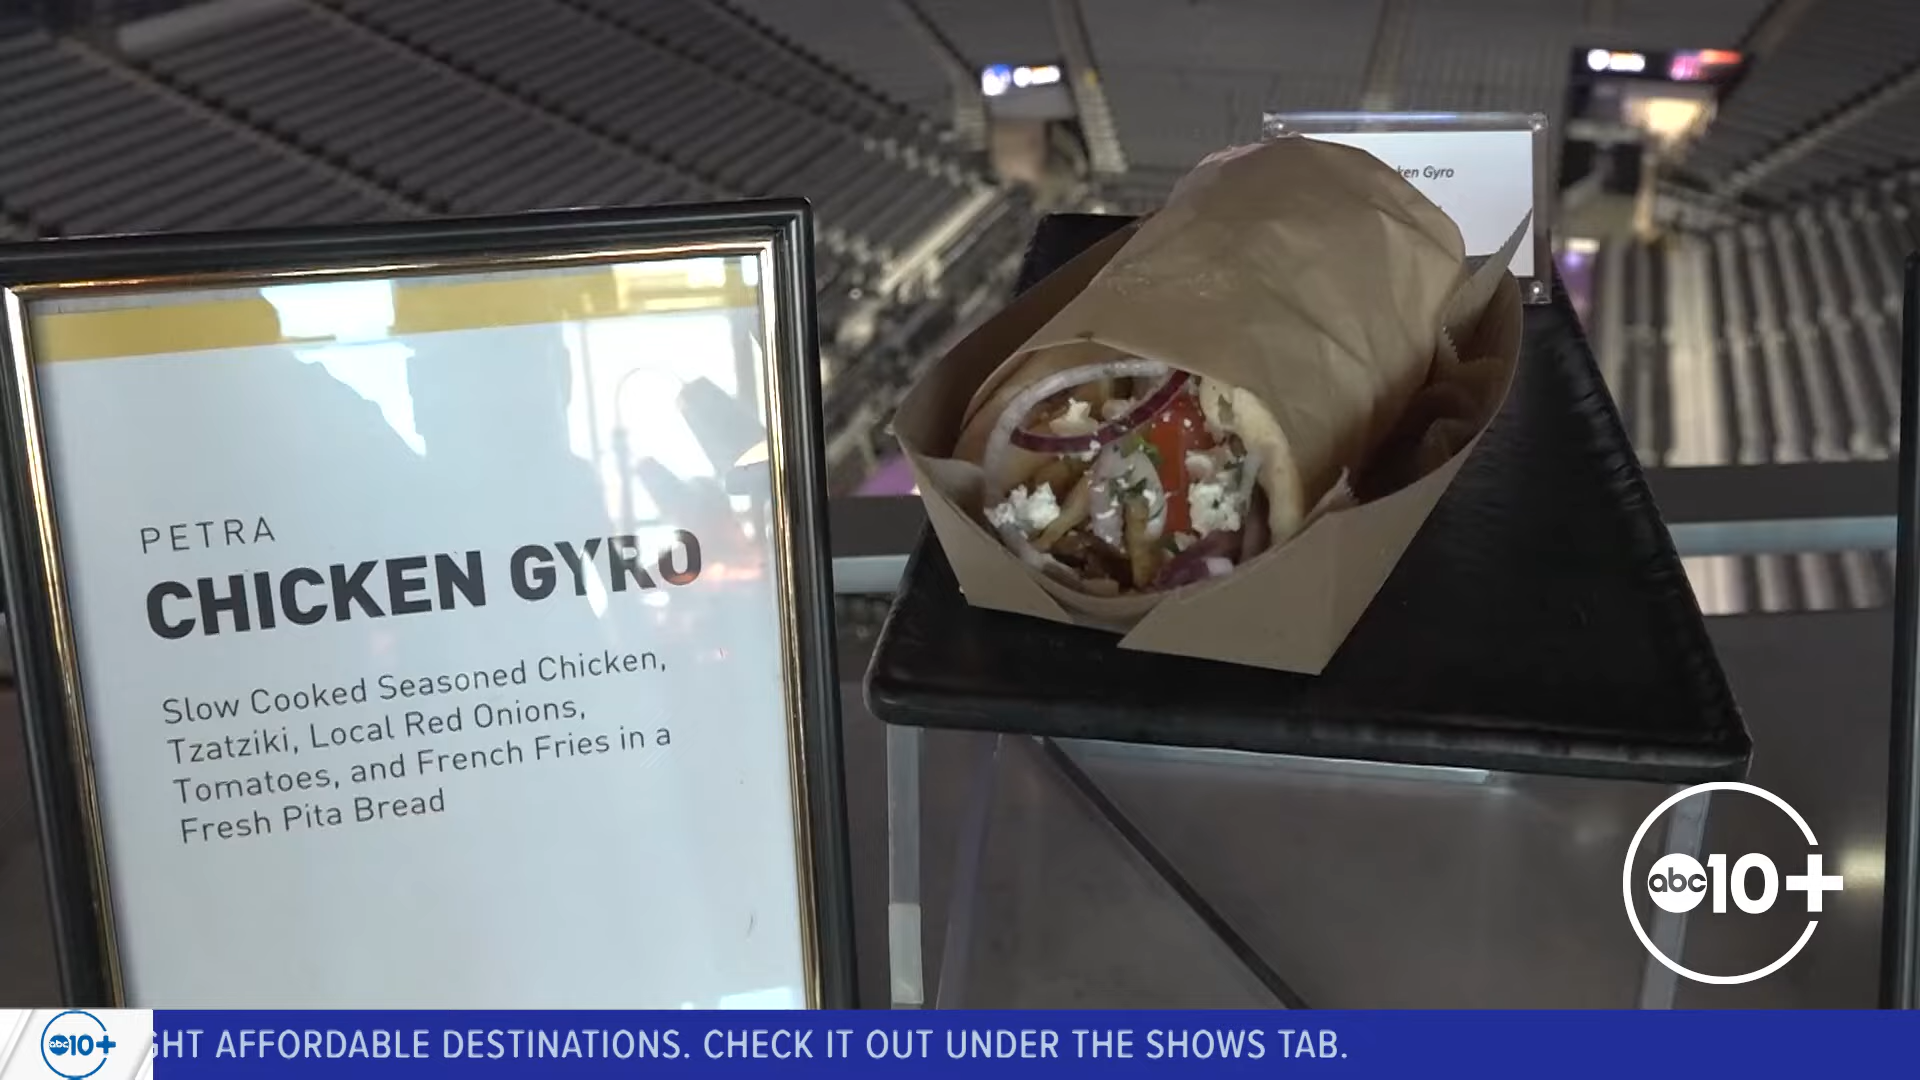 ken Gyro
PETRA
CHICKEN GYRO
Slow Cooked Seasoned Chicken,
Tzatziki, Local Red Onions,
Tomatoes, and French Fries in a
Fresh Pita Bread
abc10+
abc10+ GHT AFFORDABLE DESTINATIONS. CHECK IT OUT UNDER THE SHOWS TAB.